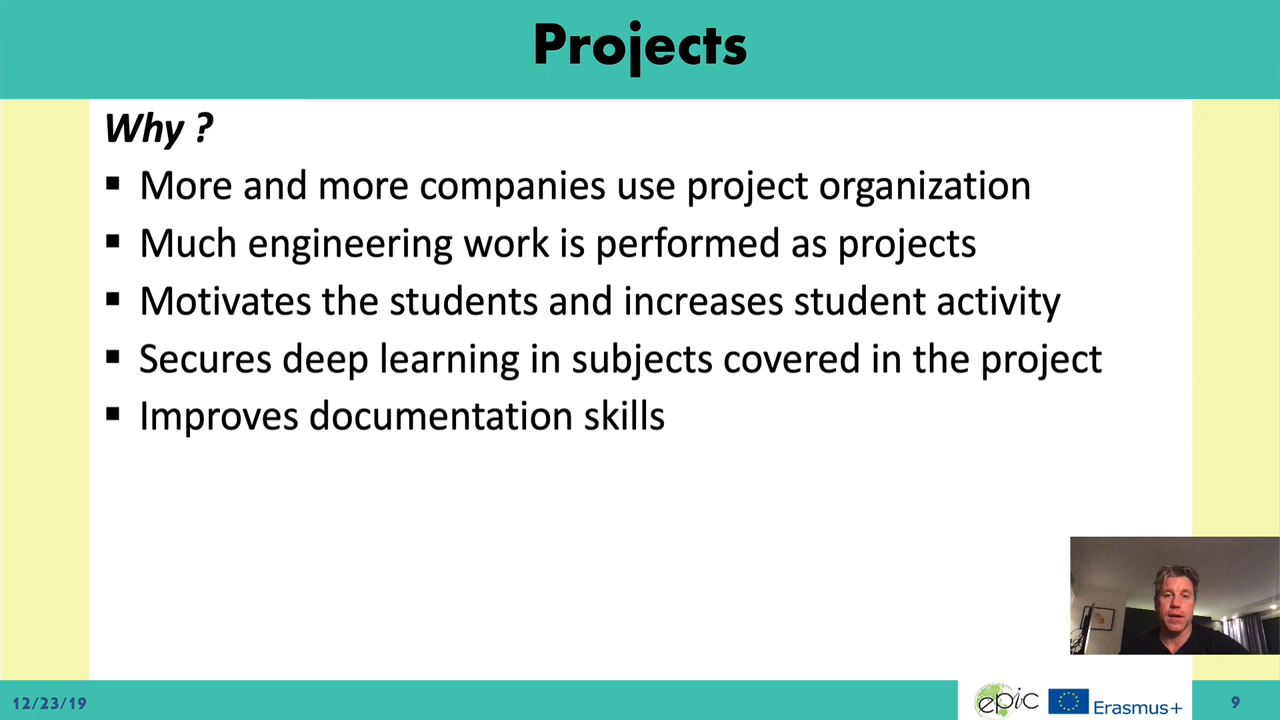 Projects
Why ?
▪ More and more companies use project organization
▪ Much engineering work is performed as projects
▪ Motivates the students and increases student activity
▪ Secures deep learning in subjects covered in the project
▪ Improves documentation skills
12/23/19
epic
Erasmus+
9